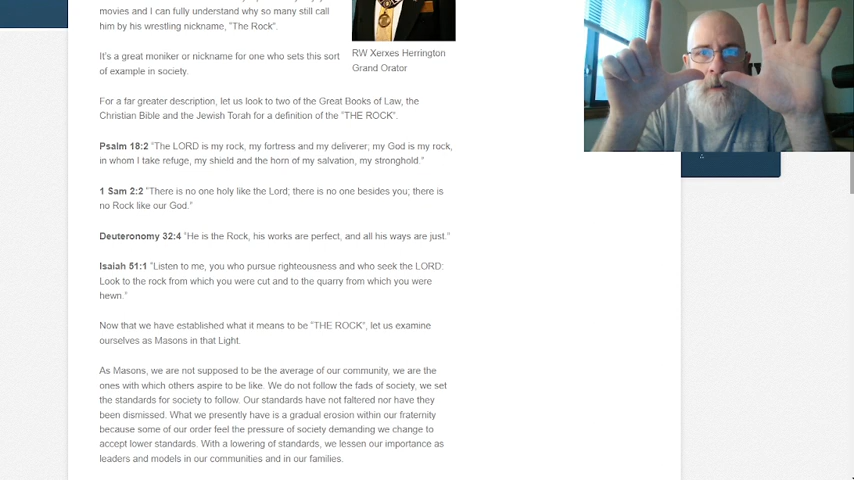 movies and I can fully understand why so many still call
him by his wrestling nickname, "The Rock".
RW Xerxes Herrington
Grand Orator
It's a great moniker or nickname for one who sets this sort
of example in society.
For a far greater description, let us look to two of the Great Books of Law, the
Christian Bible and the Jewish Torah for a definition of the "THE ROCK".
Psalm 18:2 "The LORD is my rock, my fortress and my deliverer; my God is my rock,
in whom I take refuge, my shield and the horn of my salvation, my stronghold."
1 Sam 2:2 "There is no one holy like the Lord; there is no one besides you; there is
no Rock like our God."
Deuteronomy 32:4 "He is the Rock, his works are perfect, and all his ways are just."
Isaiah 51:1 "Listen to me, you who pursue righteousness and who seek the LORD:
Look to the rock from which you were cut and to the quarry from which you were
hewn."
Now that we have established what it means to be "THE ROCK", let us examine
ourselves as Masons in that Light.
As Masons, we are not supposed to be the average of our community, we are the
ones with which others aspire to be like. We do not follow the fads of society, we set
the standards for society to follow. Our standards have not faltered nor have they
been dismissed. What we presently have is a gradual erosion within our fraternity
because some of our order feel the pressure of society demanding we change to
accept lower standards. With a lowering of standards, we lessen our importance as
leaders and models in our communities and in our families.